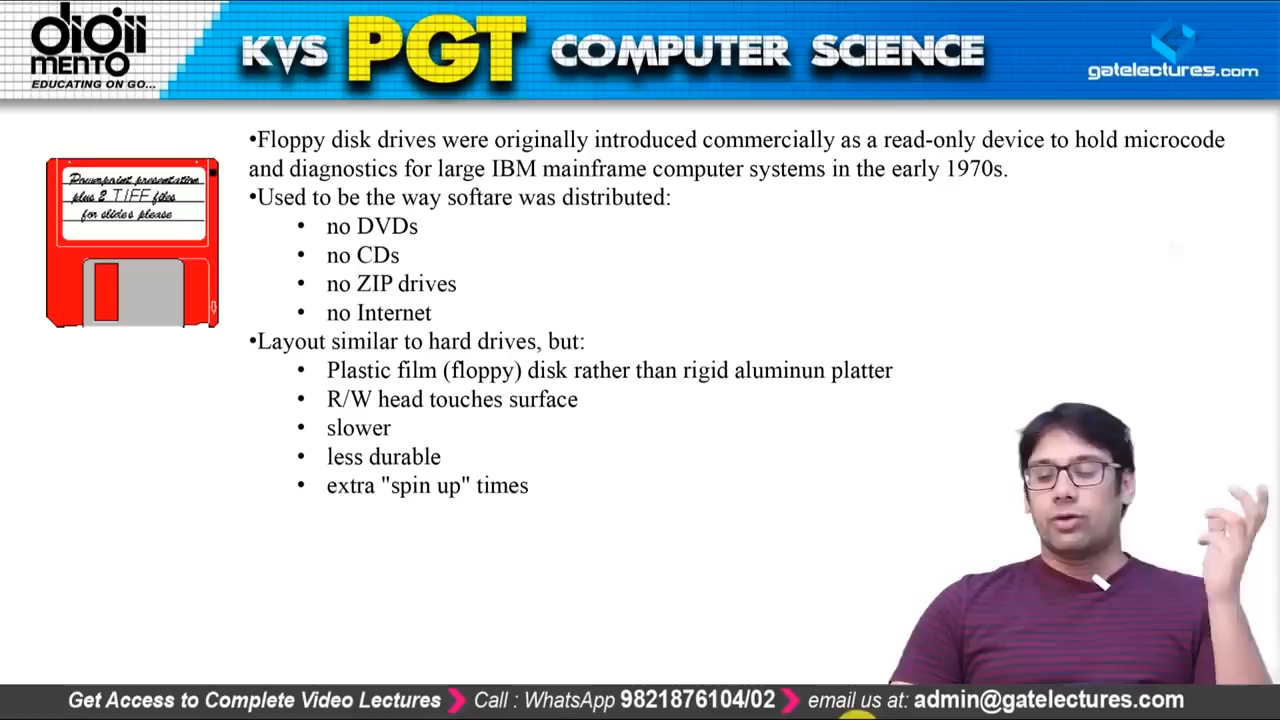 digii
MENTO
EDUCATING ON GO...
KVS PGT COMPUTER SCIENCE
gatelectures.com
Powerpoint presentation
plus 2 TIFF files
for slides please
•Floppy disk drives were originally introduced commercially as a read-only device to hold microcode
and diagnostics for large IBM mainframe computer systems in the early 1970s.
•Used to be the way softare was distributed:
• no DVDs
• no CDs
• no ZIP drives
• no Internet
•Layout similar to hard drives, but:
• Plastic film (floppy) disk rather than rigid aluminun platter
• R/W head touches surface
• slower
• less durable
• extra "spin up" times
Get Access to Complete Video Lectures Call : WhatsApp 9821876104/02 email us at: admin@gatelectures.com